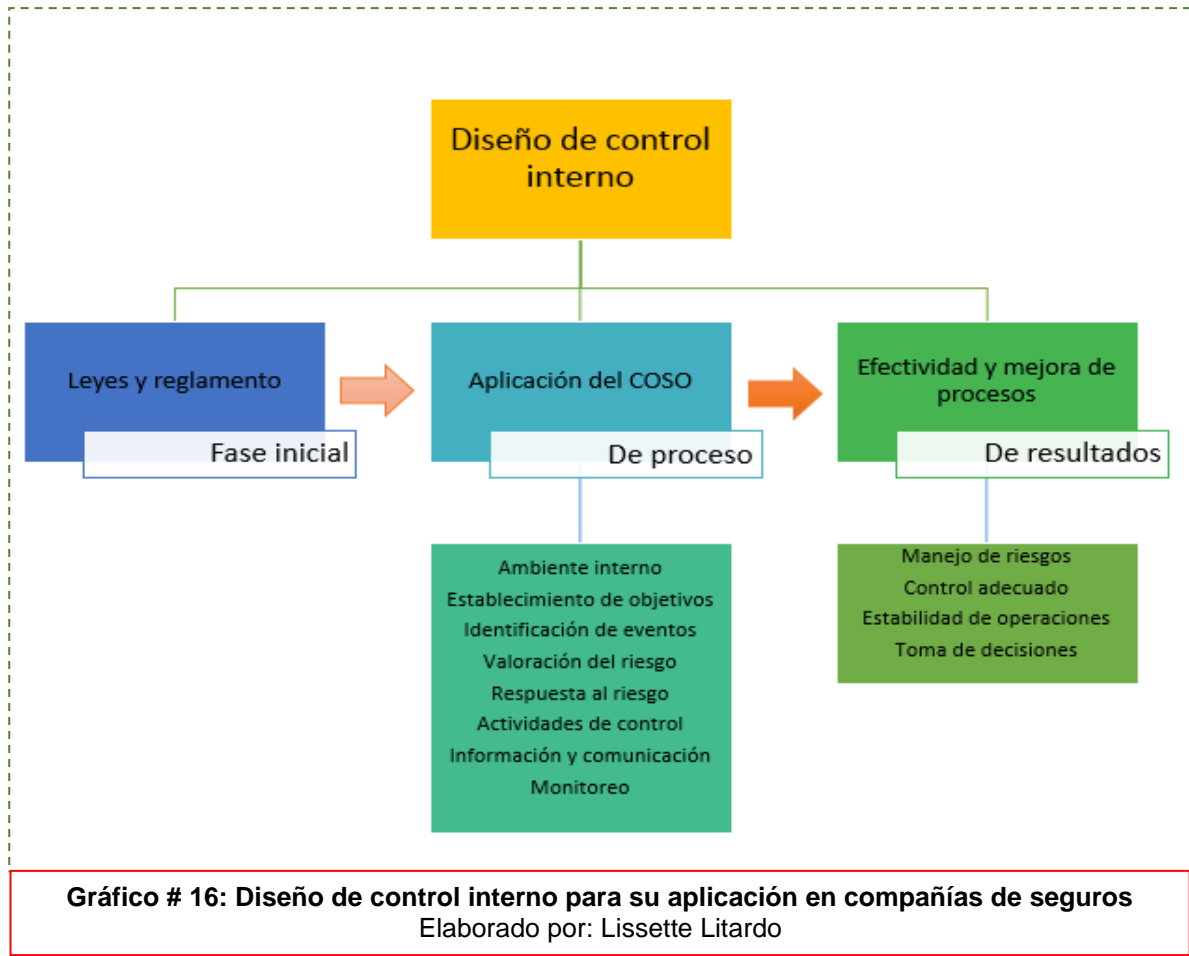 Diseño de control
interno
Leyes y reglamento
Fase inicial
Aplicación del COSO
De proceso
Efectividad y mejora de
procesos
De resultados
Ambiente interno
Establecimiento de objetivos
Identificación de eventos
Valoración del riesgo
Respuesta al riesgo
Actividades de control
Información y comunicación
Monitoreo
Manejo de riesgos
Control adecuado
Estabilidad de operaciones
Toma de decisiones
Gráfico # 16: Diseño de control interno para su aplicación en compañías de seguros
Elaborado por: Lissette Litardo